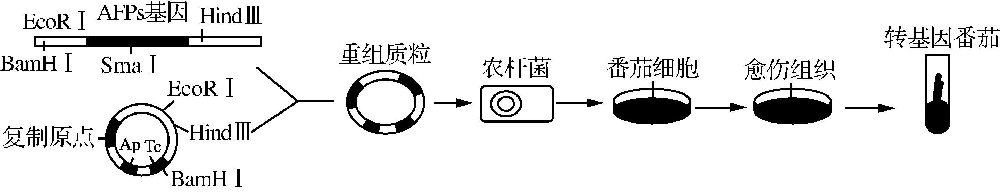 EcoR Ⅰ
AFPs基因
Hind Ⅲ
BamH Ⅰ
Sma Ⅰ
EcoR Ⅰ
Hind Ⅲ
复制原点
Ap Tc
BamH Ⅰ
重组质粒
农杆菌
番茄细胞
愈伤组织
转基因番茄